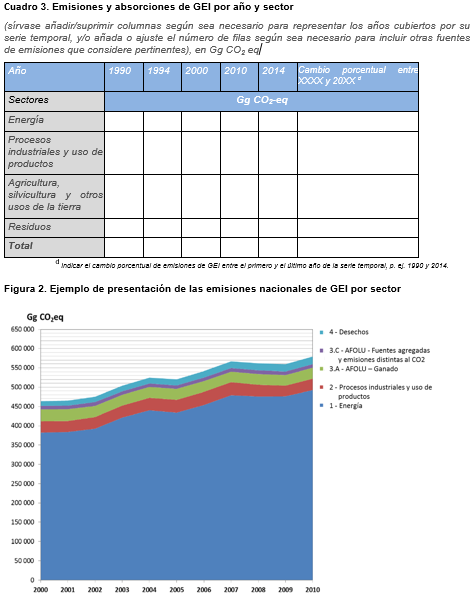 Cuadro 3. Emisiones y absorciones de GEI por año y sector
(sírvase añadir/suprimir columnas según sea necesario para representar los años cubiertos por su
serie temporal, y/o añada o ajuste el número de filas según sea necesario para incluir otras fuentes
de emisiones que considere pertinentes), en Gg CO2 eq/
Año 1990 1994 2000 2010 2014 Cambio porcentual entre
XXXX y 20XX d
Sectores Gg CO2-eq
Energía
Procesos
industriales y uso de
productos
Agricultura,
silvicultura y otros
usos de la tierra
Residuos
Total
d Indicar el cambio porcentual de emisiones de GEI entre el primero y el último año de la serie temporal, p. ej. 1990 y 2014.
Figura 2. Ejemplo de presentación de las emisiones nacionales de GEI por sector
Gg CO2eq
650 000
600 000
550 000
500 000
450 000
400 000
350 000
300 000
250 000
200 000
150 000
100 000
50 000
0
2000 2001 2002 2003 2004 2005 2006 2007 2008 2009 2010
4 - Desechos
3.C - AFOLU - Fuentes agregadas
y emisiones distintas al CO2
3.A - AFOLU – Ganado
2 - Procesos industriales y uso de
productos
1 - Energía